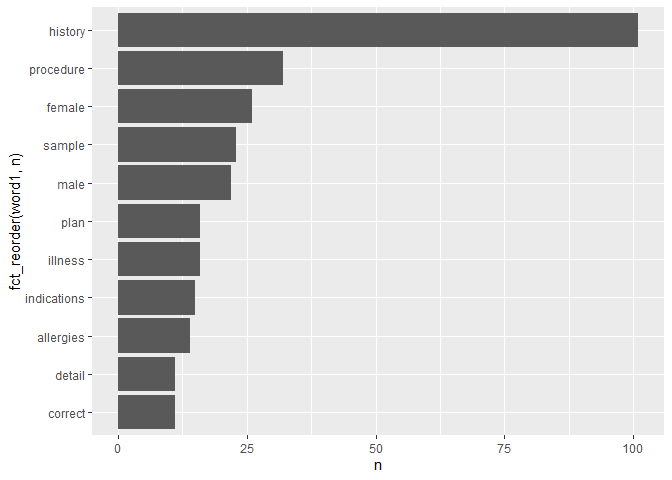 history
procedure
female
sample
male
plan
illness
indications
allergies
detail
correct
fct_reorder(word1, n)
0 25 50 75 100
n